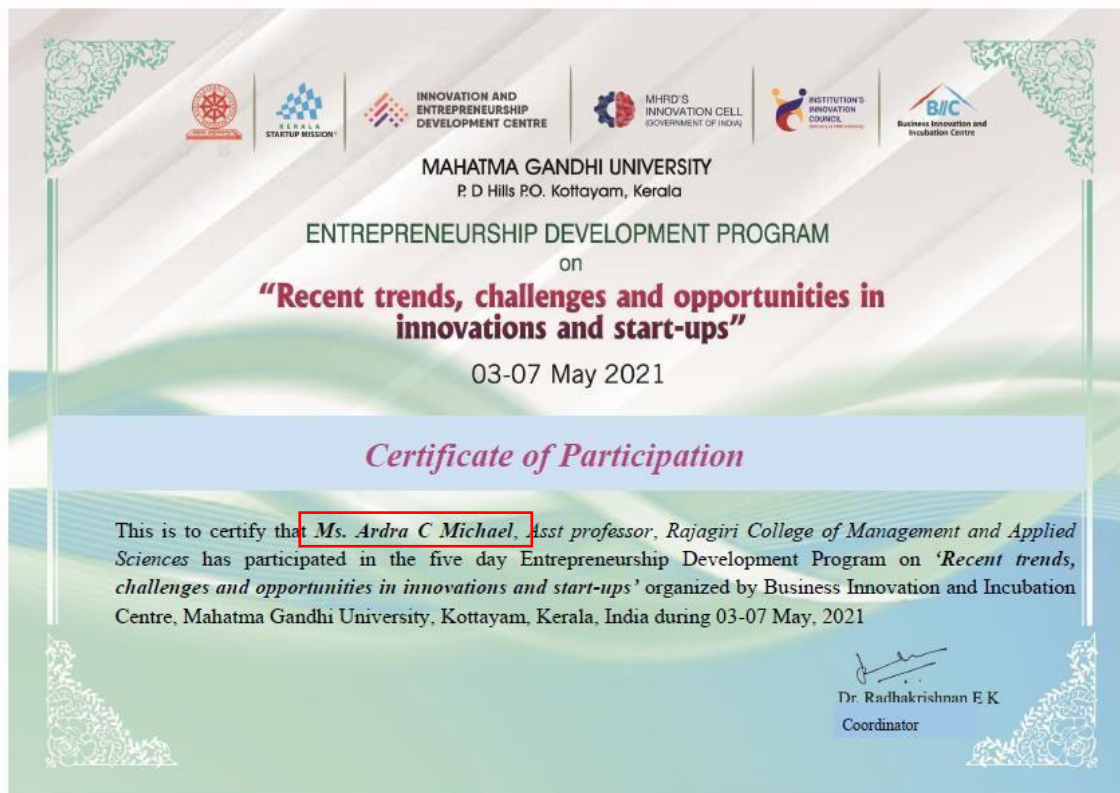 KERALA
STARTUP MISSION
INNOVATION AND
ENTREPRENEURSHIP
DEVELOPMENT CENTRE
MHRD'S
INNOVATION CELL
(GOVERNMENT OF INDIA)
INSTITUTION'S
INNOVATION
COUNCIL
BIIC
Business Innovation and
Incubation Centre
MAHATMA GANDHI UNIVERSITY
P. D Hills P.O. Kottayam, Kerala
ENTREPRENEURSHIP DEVELOPMENT PROGRAM
on
“Recent trends, challenges and opportunities in
innovations and start-ups”
03-07 May 2021
Certificate of Participation
This is to certify that Ms. Ardra C Michael, Asst professor, Rajagiri College of Management and Applied
Sciences has participated in the five day Entrepreneurship Development Program on ‘Recent trends,
challenges and opportunities in innovations and start-ups’ organized by Business Innovation and Incubation
Centre, Mahatma Gandhi University, Kottayam, Kerala, India during 03-07 May, 2021
Dr. Radhakrishnan E K
Coordinator